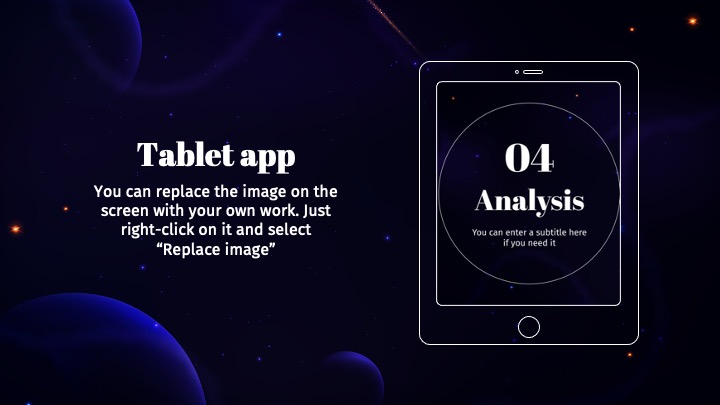 Tablet app
You can replace the image on the
screen with your own work. Just
right-click on it and select
“Replace image”
04
Analysis
You can enter a subtitle here
if you need it